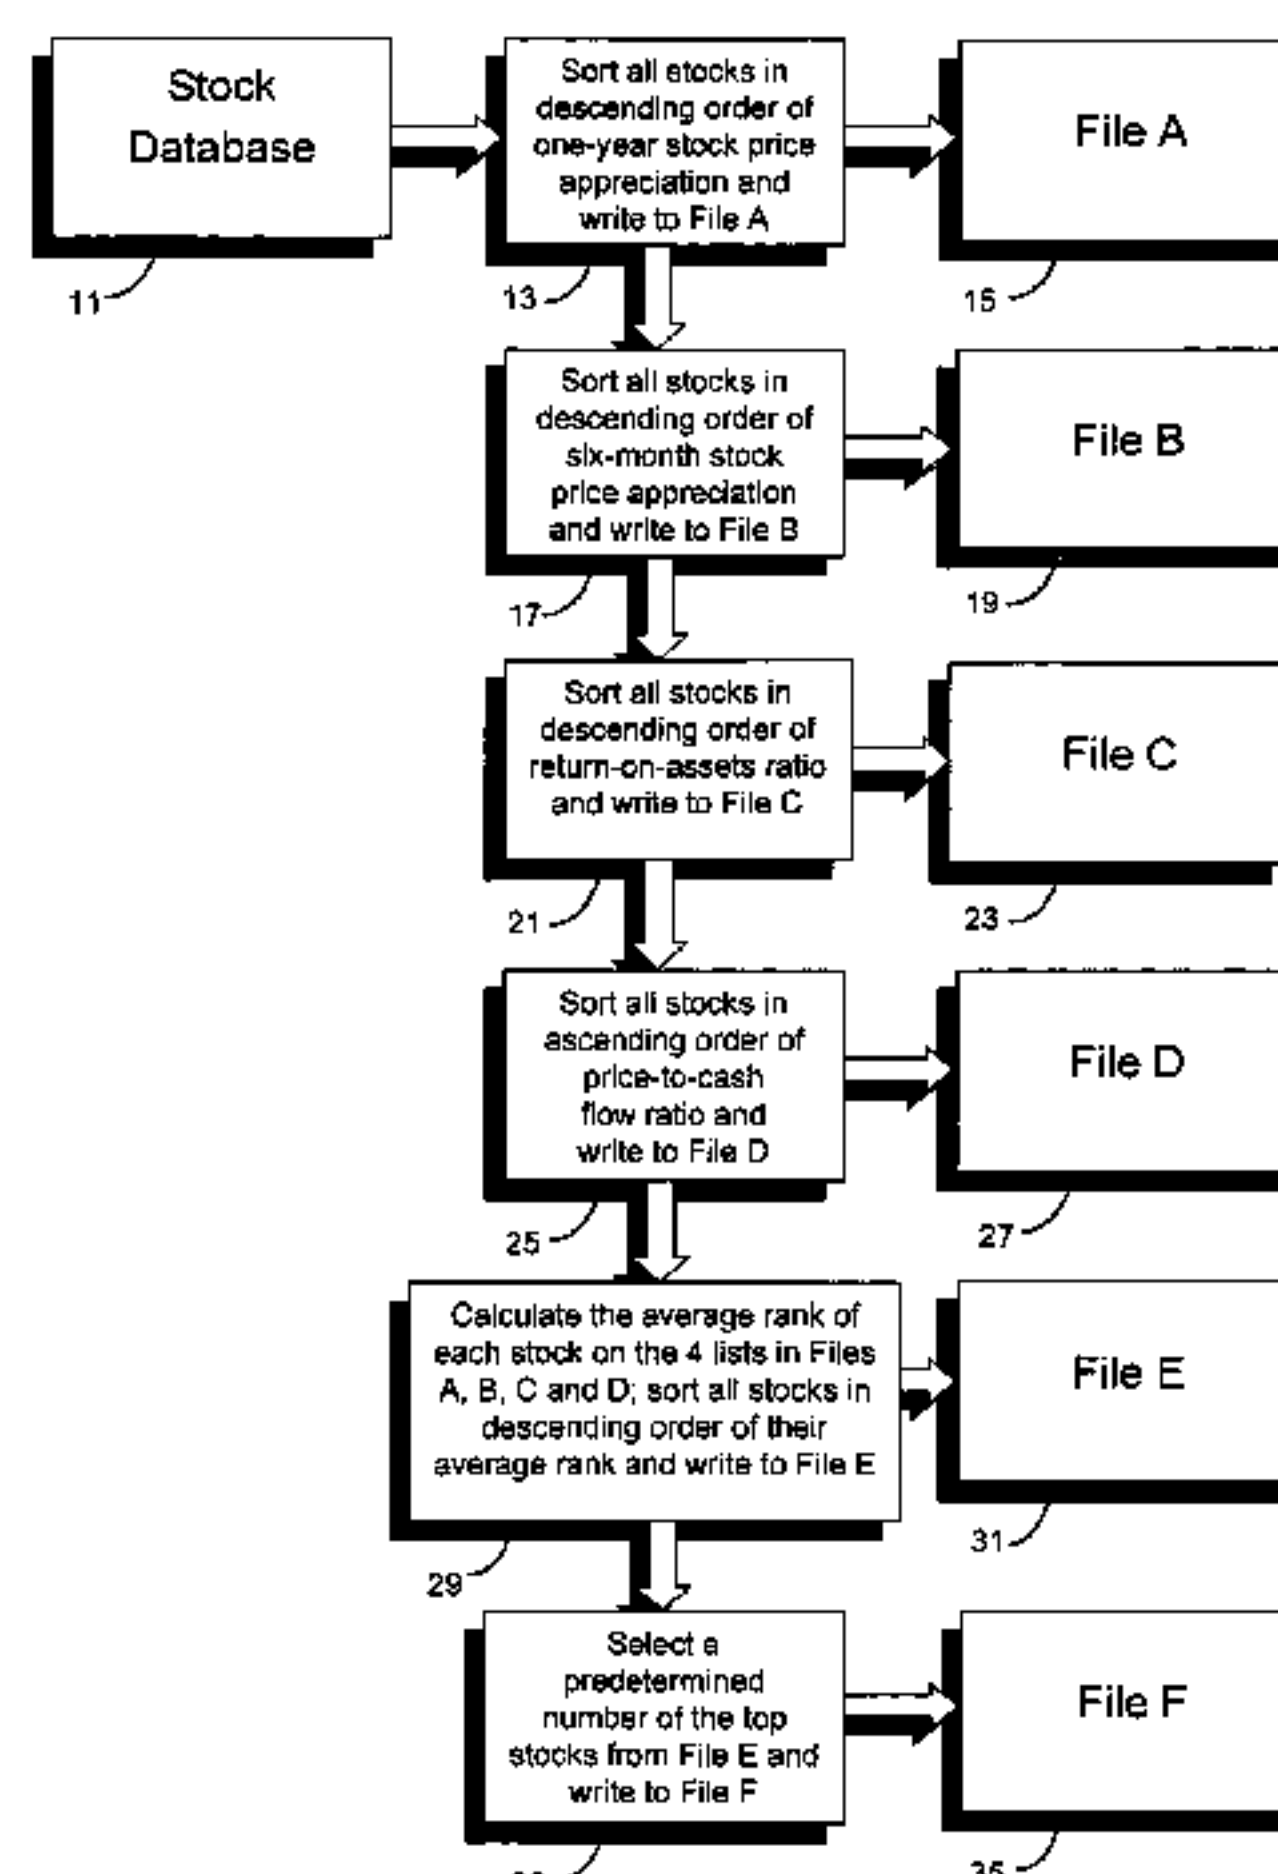 Stock
Database
11
Sort all stocks in
descending order of
one-year stock price
appreciation and
write to File A
13
File A
15
Sort all stocks in
descending order of
six-month stock
price appreciation
and write to File B
17
File B
19
Sort all stocks in
descending order of
return-on-assets ratio
and write to File C
21
File C
23
Sort all stocks in
ascending order of
price-to-cash
flow ratio and
write to File D
25
File D
27
Calculate the average rank of
each stock on the 4 lists in Files
A, B, C and D; sort all stocks in
descending order of their
average rank and write to File E
29
File E
31
Select a
predetermined
number of the top
stocks from File E and
write to File F
File F
35